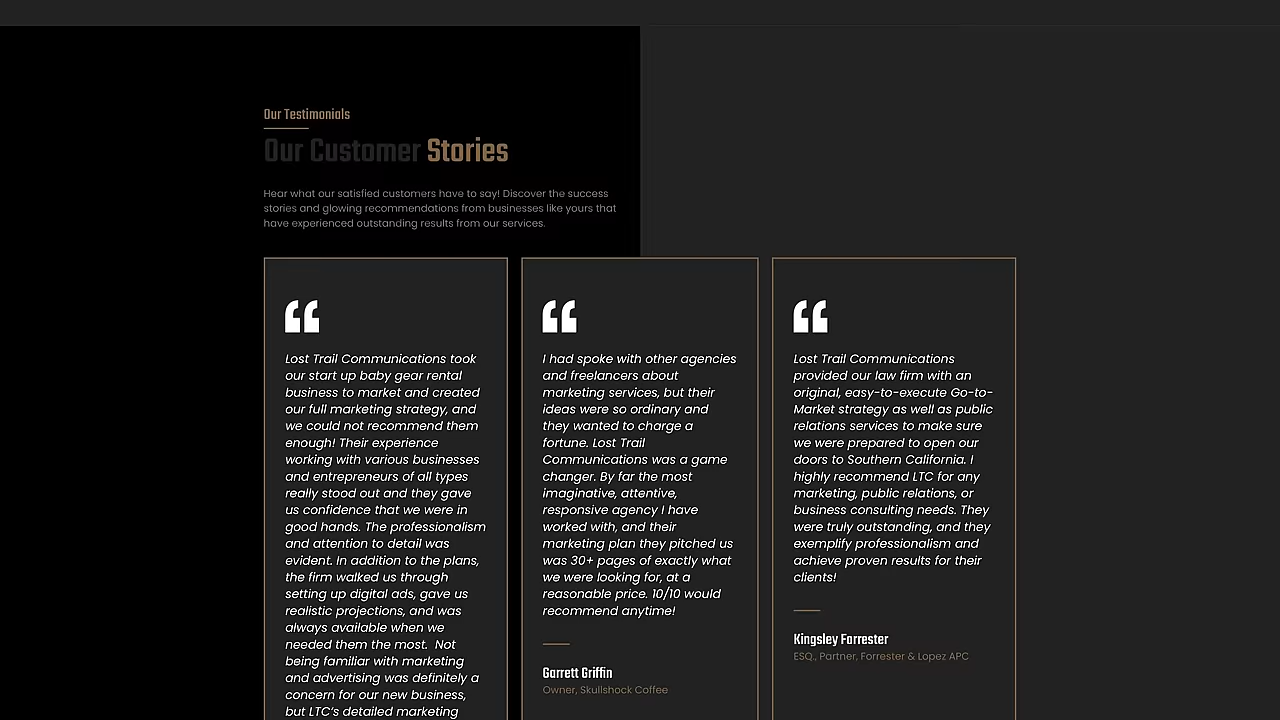 Our Testimonials
Our Customer Stories
Hear what our satisfied customers have to say! Discover the success
stories and glowing recommendations from businesses like yours that
have experienced outstanding results from our services.
Lost Trail Communications took
our start up baby gear rental
business to market and created
our full marketing strategy, and
we could not recommend them
enough! Their experience
working with various businesses
and entrepreneurs of all types
really stood out and they gave
us confidence that we were in
good hands. The professionalism
and attention to detail was
evident. In addition to the plans,
the firm walked us through
setting up digital ads, gave us
realistic projections, and was
always available when we
needed them the most.  Not
being familiar with marketing
and advertising was definitely a
concern for our new business,
but LTC's detailed marketing
I had spoke with other agencies
and freelancers about
marketing services, but their
ideas were so ordinary and
they wanted to charge a
fortune. Lost Trail
Communications was a game
changer. By far the most
imaginative, attentive,
responsive agency I have
worked with, and their
marketing plan they pitched us
was 30+ pages of exactly what
we were looking for, at a
reasonable price. 10/10 would
recommend anytime!
Garrett Griffin
Owner, Skullshock Coffee
Lost Trail Communications
provided our law firm with an
original, easy-to-execute Go-to-
Market strategy as well as public
relations services to make sure
we were prepared to open our
doors to Southern California. I
highly recommend LTC for any
marketing, public relations, or
business consulting needs. They
were truly outstanding, and they
exemplify professionalism and
achieve proven results for their
clients!
Kingsley Forrester
ESQ., Partner, Forrester & Lopez APC